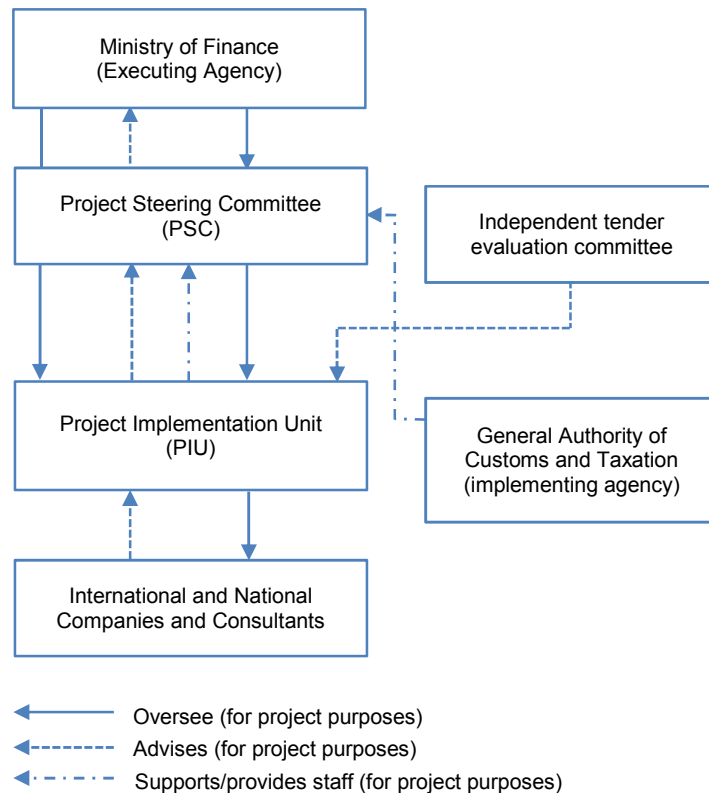 Ministry of Finance
(Executing Agency)
Project Steering Committee
(PSC)
Independent tender
evaluation committee
Project Implementation Unit
(PIU)
General Authority of
Customs and Taxation
(implementing agency)
International and National
Companies and Consultants
Oversee (for project purposes)
Advises (for project purposes)
Supports/provides staff (for project purposes)